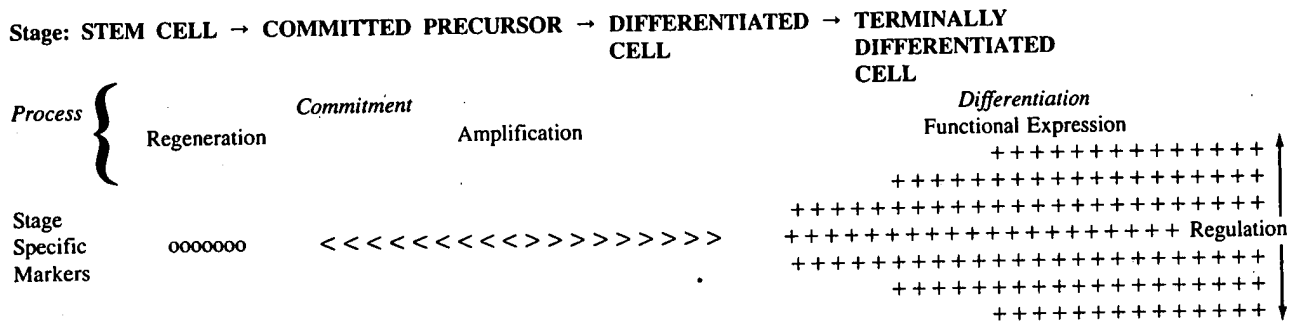 Stage: STEM CELL → COMMITTED PRECURSOR → DIFFERENTIATED → TERMINALLY
CELL DIFFERENTIATED
CELL
Process { Commitment Differentiation
Regeneration Amplification Functional Expression
++++++++++++++
+++++++++++++++++++
Stage ++++++++++++++++++++++++
Specific ooooooo <<<<<<<<<>>>>>>>>> ++++++++++++++++++++ Regulation
Markers ++++++++++++++++++++++++
+++++++++++++++++++
++++++++++++++